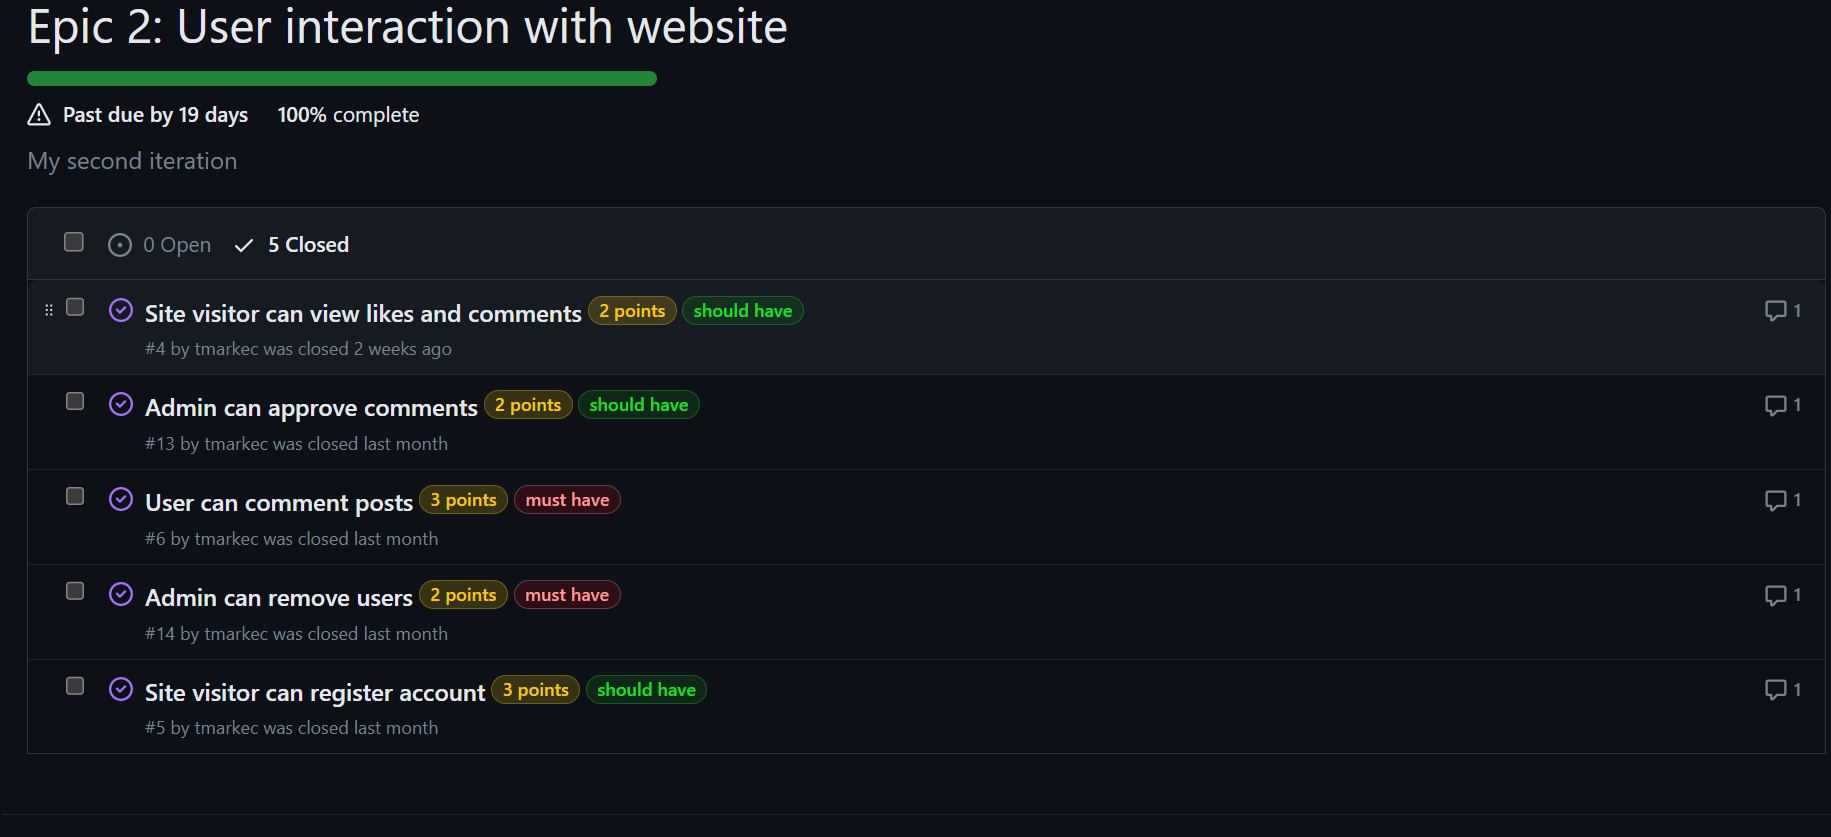 Epic 2: User interaction with website
Past due by 19 days 100% complete
My second iteration
0 Open 5 Closed
Site visitor can view likes and comments 2 points should have 1
#4 by tmarkec was closed 2 weeks ago
Admin can approve comments 2 points should have 1
#13 by tmarkec was closed last month
User can comment posts 3 points must have 1
#6 by tmarkec was closed last month
Admin can remove users 2 points must have 1
#14 by tmarkec was closed last month
Site visitor can register account 3 points should have 1
#5 by tmarkec was closed last month